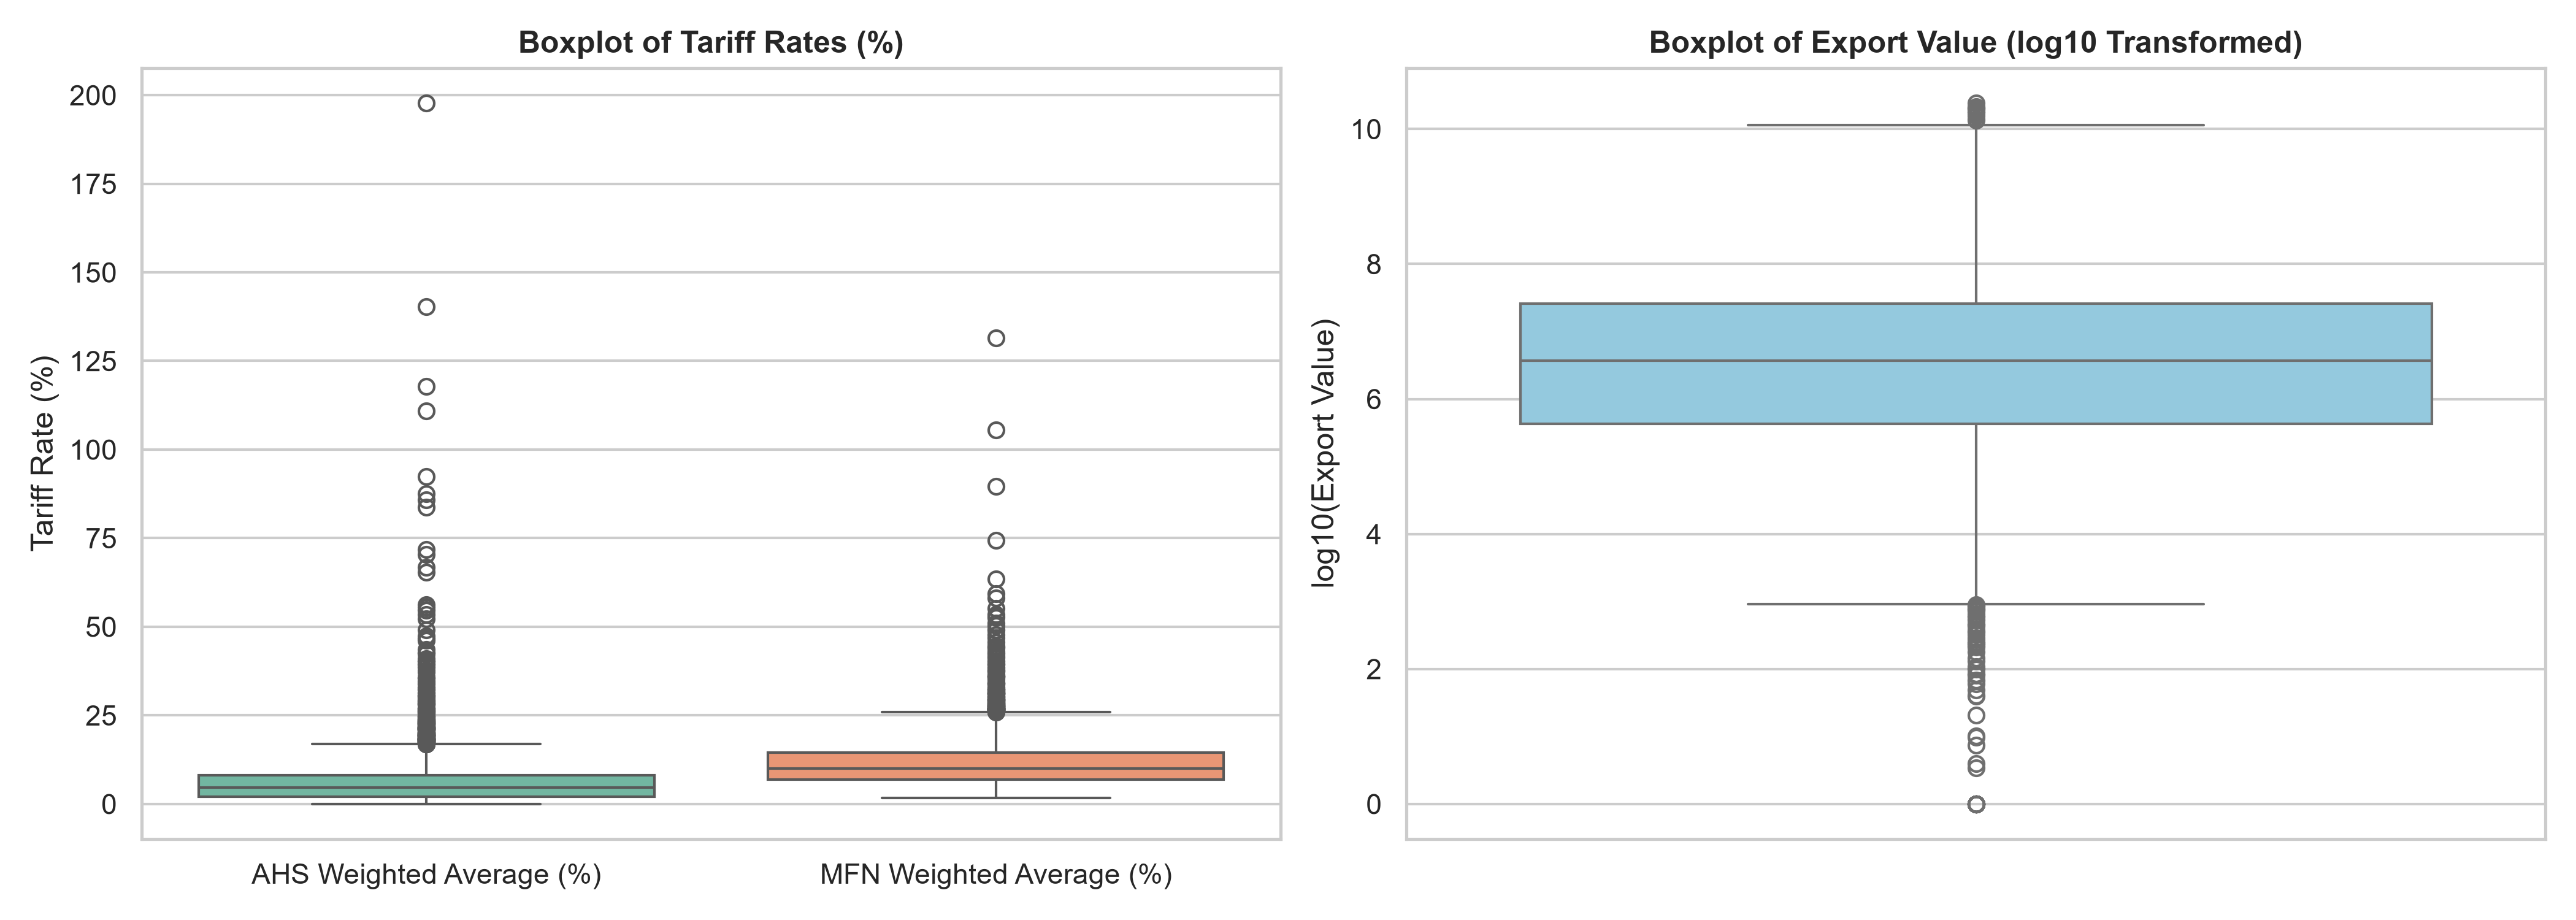 Boxplot of Tariff Rates (%)
Tariff Rate (%)
200
175
150
125
100
75
50
25
0
AHS Weighted Average (%)
MFN Weighted Average (%)
Boxplot of Export Value (log10 Transformed)
log10(Export Value)
10
8
6
4
2
0